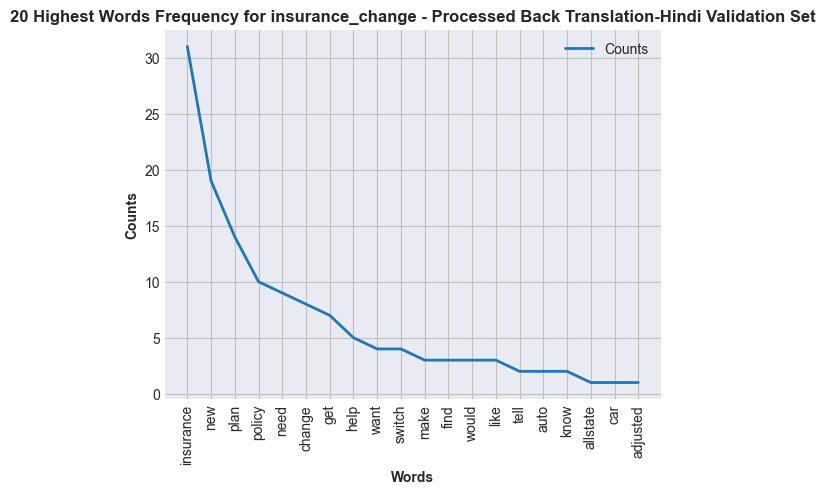 20 Highest Words Frequency for insurance_change - Processed Back Translation-Hindi Validation Set
Counts
30
25
20
15
10
5
0
Counts
insurance
new
plan
policy
need
change
get
help
want
switch
make
find
would
like
tell
auto
know
allstate
car
adjusted
Words